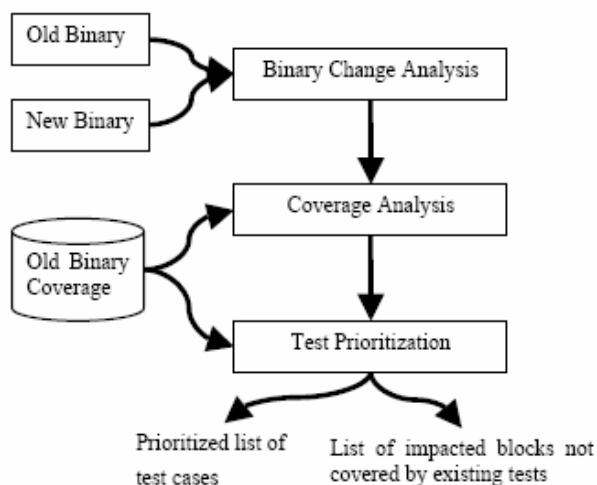 Old Binary
Binary Change Analysis
New Binary
Coverage Analysis
Old Binary
Coverage
Test Prioritization
Prioritized list of
test cases
List of impacted blocks not
covered by existing tests